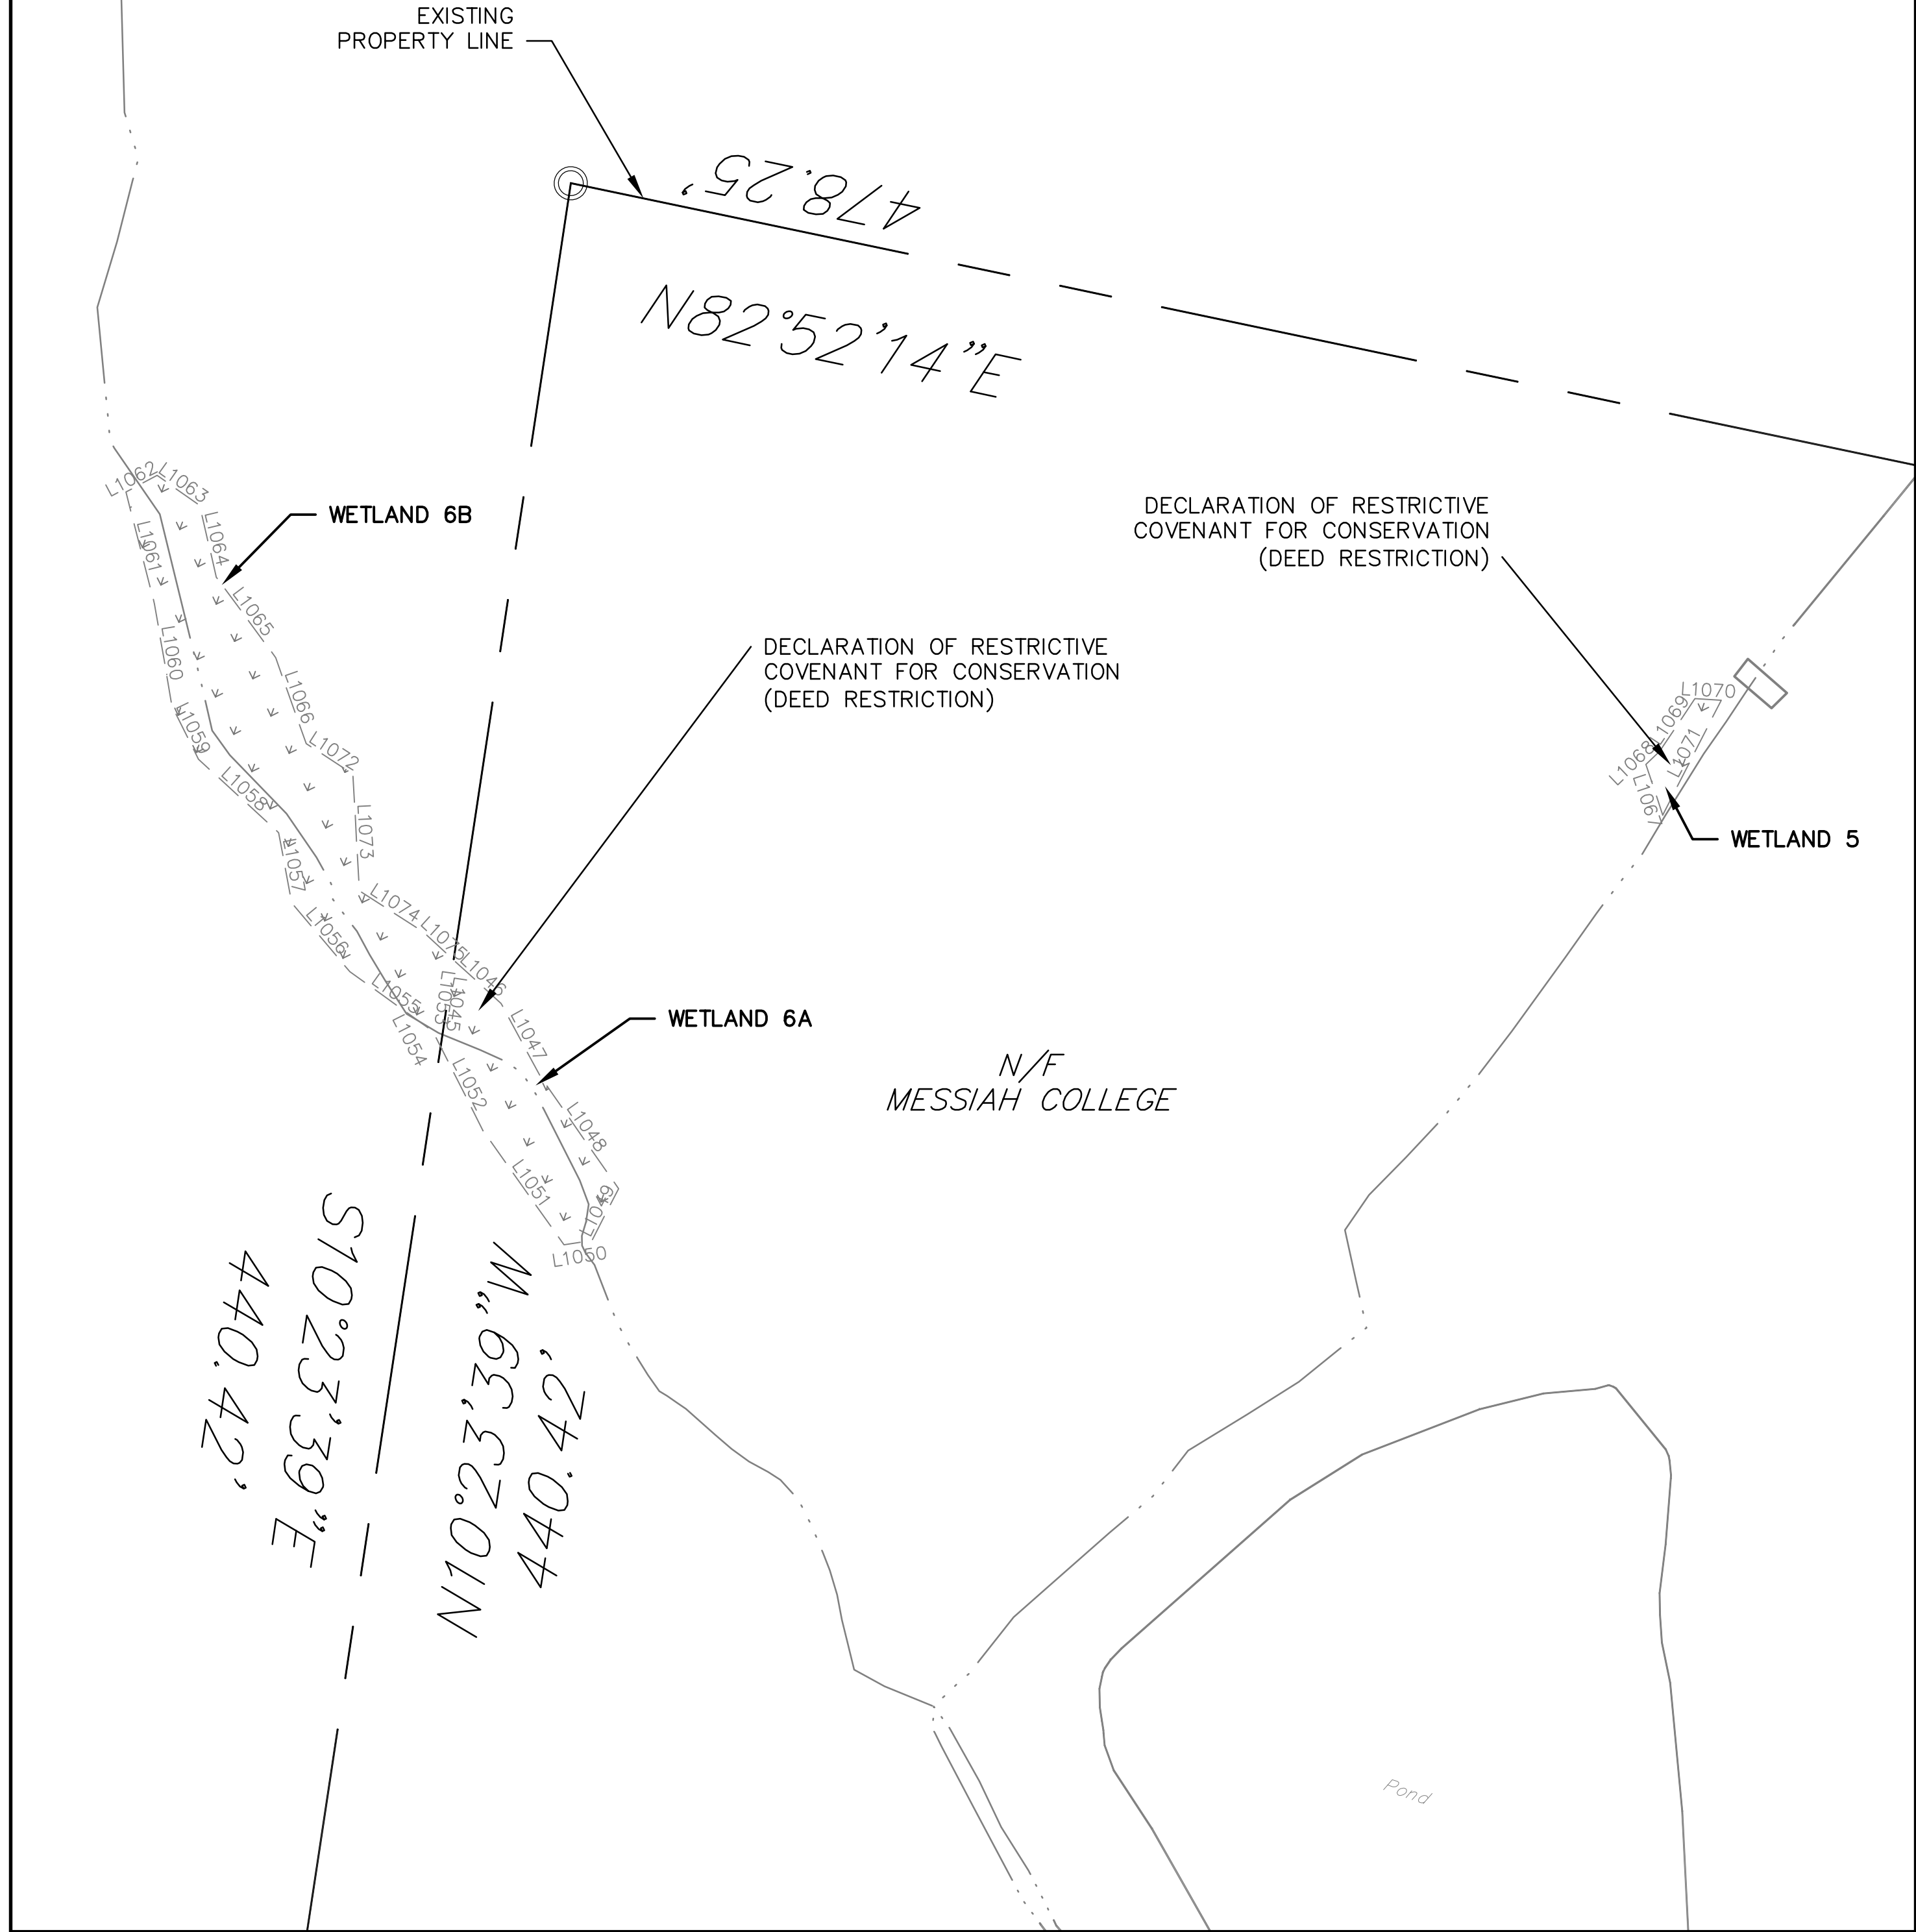 EXISTING
PROPERTY LINE
478.25'
N82°52'14"E
L1062
L1063
L1064
WETLAND 6B
L1061
L1065
L1060
L1066
L1059
L1072
L1058
L1073
L1057
L1074
L1056
L1075
L1046
L1055
L1053
L1045
L1054
L1047
L1052
L1048
L1051
L1049
L1050
DECLARATION OF RESTRICTIVE
COVENANT FOR CONSERVATION
(DEED RESTRICTION)
WETLAND 6A
DECLARATION OF RESTRICTIVE
COVENANT FOR CONSERVATION
(DEED RESTRICTION)
L1070
L1069
L1068
L1071
L1067
WETLAND 5
N/F
MESSIAH COLLEGE
S10°23'39"E
440.42'
N10°23'39"W
440.42'
Pond